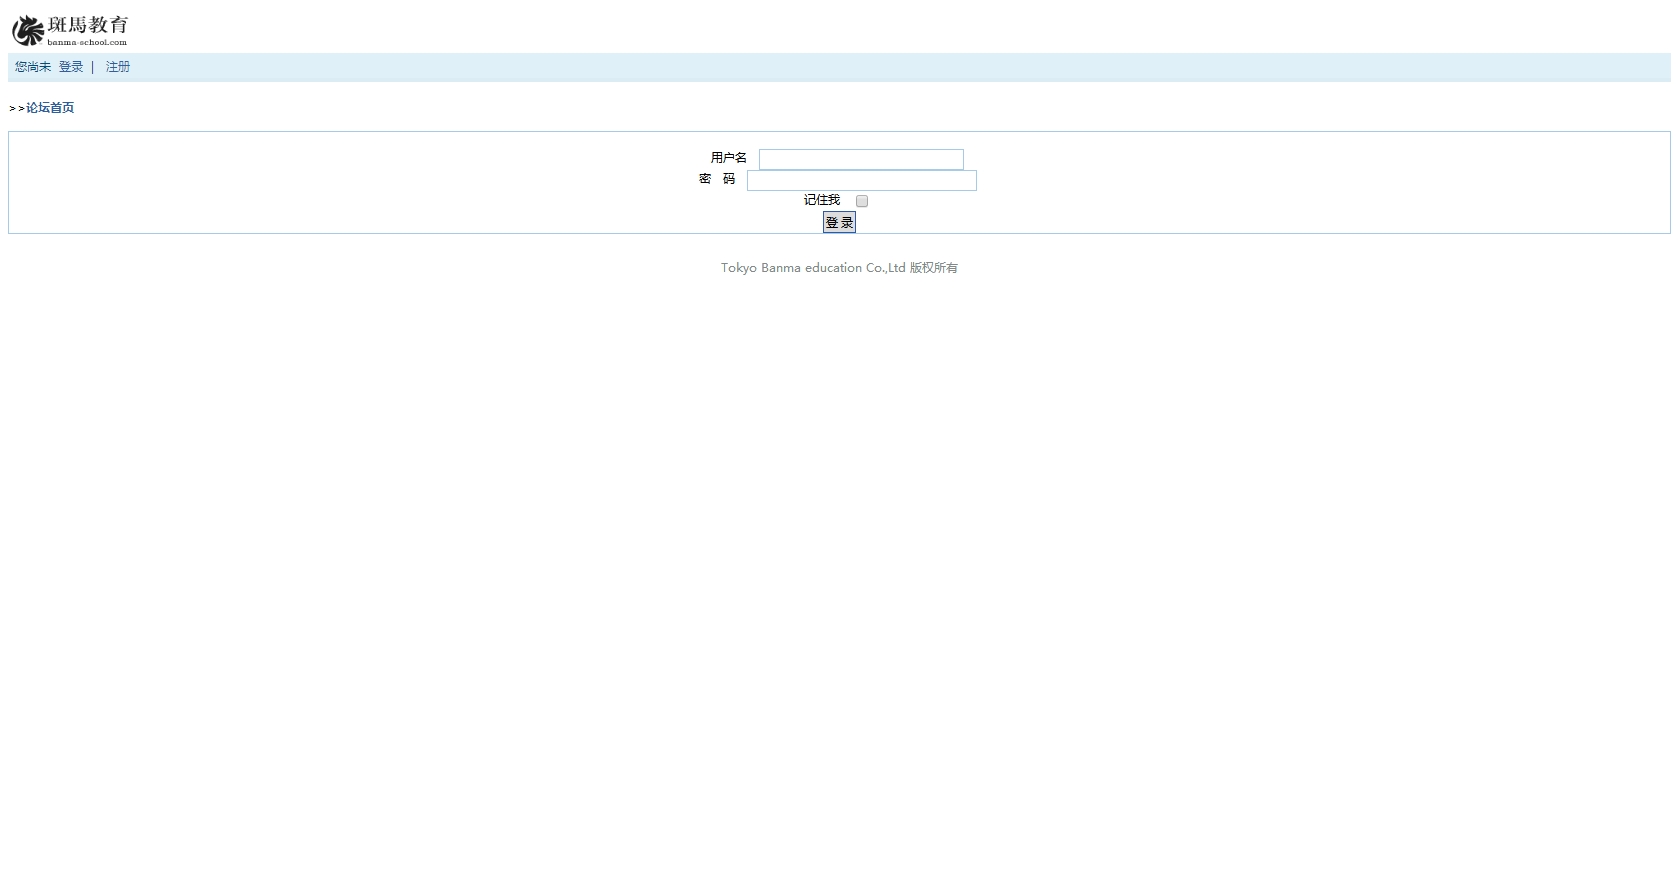 斑馬教育
banma-school.com
您尚未 登录 | 注册
>>论坛首页
用户名
密 码
记住我
登 录
Tokyo Banma education Co.,Ltd 版权所有